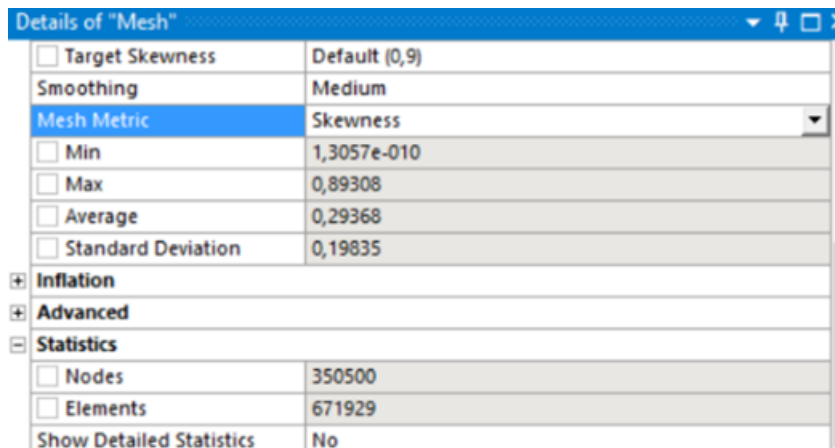 Details of "Mesh"
Target Skewness Default (0,9)
Smoothing Medium
Mesh Metric Skewness
Min 1,3057e-010
Max 0,89308
Average 0,29368
Standard Deviation 0,19835
Inflation
Advanced
Statistics
Nodes 350500
Elements 671929
Show Detailed Statistics No